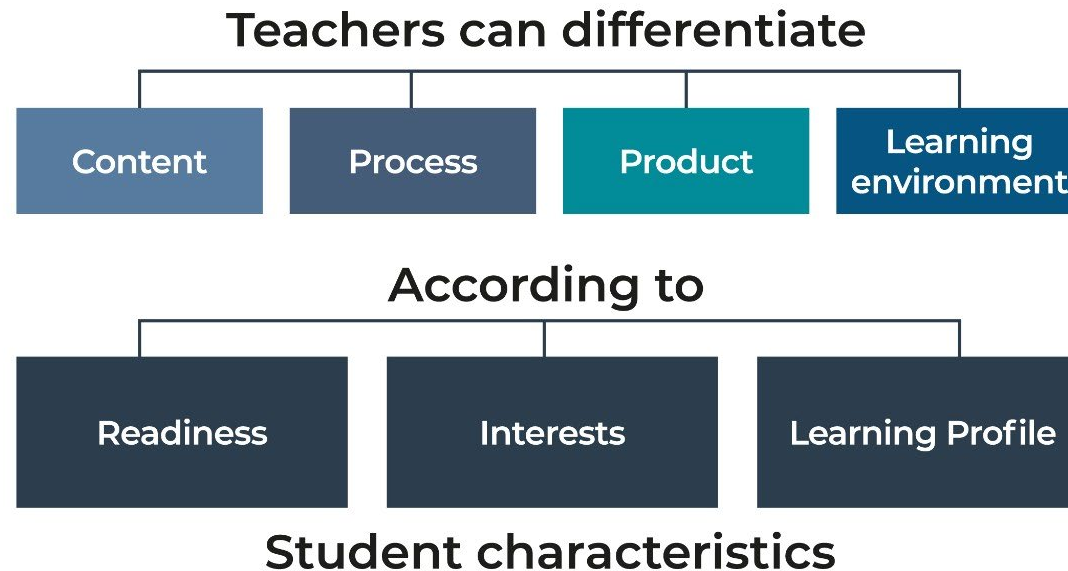 Teachers can differentiate
Content
Process
Product
Learning
environment
According to
Readiness
Interests
Learning Profile
Student characteristics